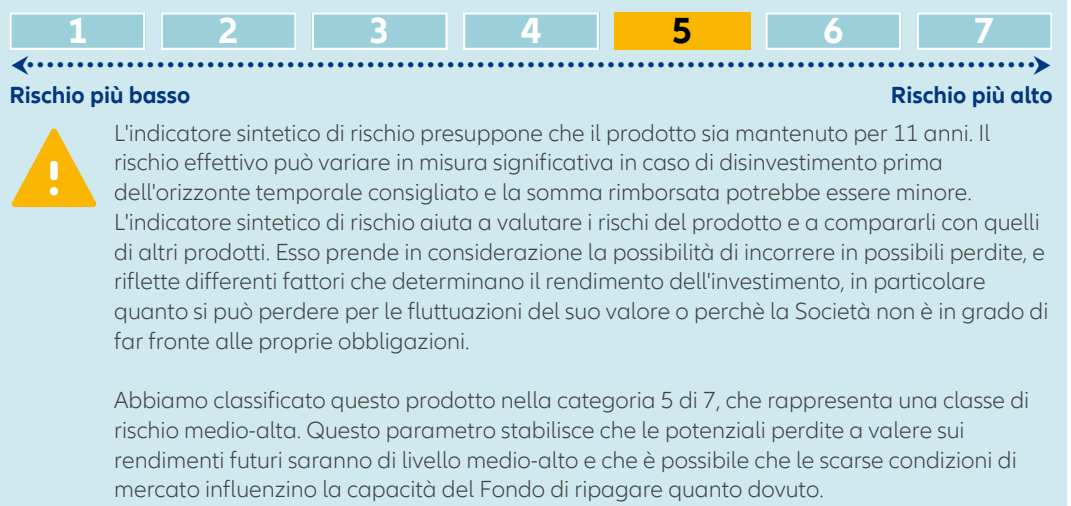 1 2 3 4 5 6 7
Rischio più basso Rischio più alto
L'indicatore sintetico di rischio presuppone che il prodotto sia mantenuto per 11 anni. Il
rischio effettivo può variare in misura significativa in caso di disinvestimento prima
dell'orizzonte temporale consigliato e la somma rimborsata potrebbe essere minore.
L'indicatore sintetico di rischio aiuta a valutare i rischi del prodotto e a compararli con quelli
di altri prodotti. Esso prende in considerazione la possibilità di incorrere in possibili perdite, e
riflette differenti fattori che determinano il rendimento dell'investimento, in particolare
quanto si può perdere per le fluttuazioni del suo valore o perchè la Società non è in grado di
far fronte alle proprie obbligazioni.
Abbiamo classificato questo prodotto nella categoria 5 di 7, che rappresenta una classe di
rischio medio-alta. Questo parametro stabilisce che le potenziali perdite a valere sui
rendimenti futuri saranno di livello medio-alto e che è possibile che le scarse condizioni di
mercato influenzino la capacità del Fondo di ripagare quanto dovuto.